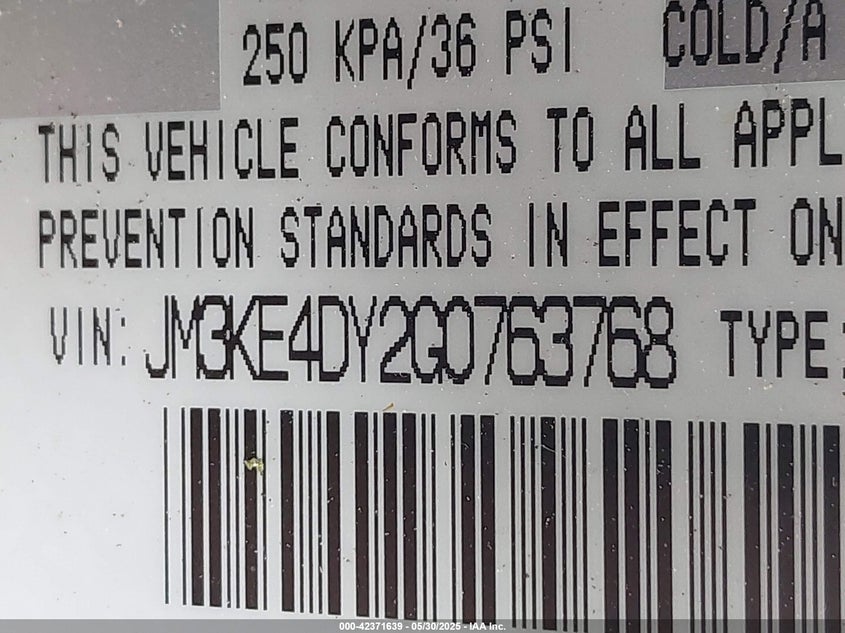 250 KPA/36 PSI COLD/A
THIS VEHICLE CONFORMS TO ALL APPL
PREVENTION STANDARDS IN EFFECT ON
VIN: JM3KE4DY2G0763768 TYPE:
000-42371639 - 05/30/2025 - IAA Inc.